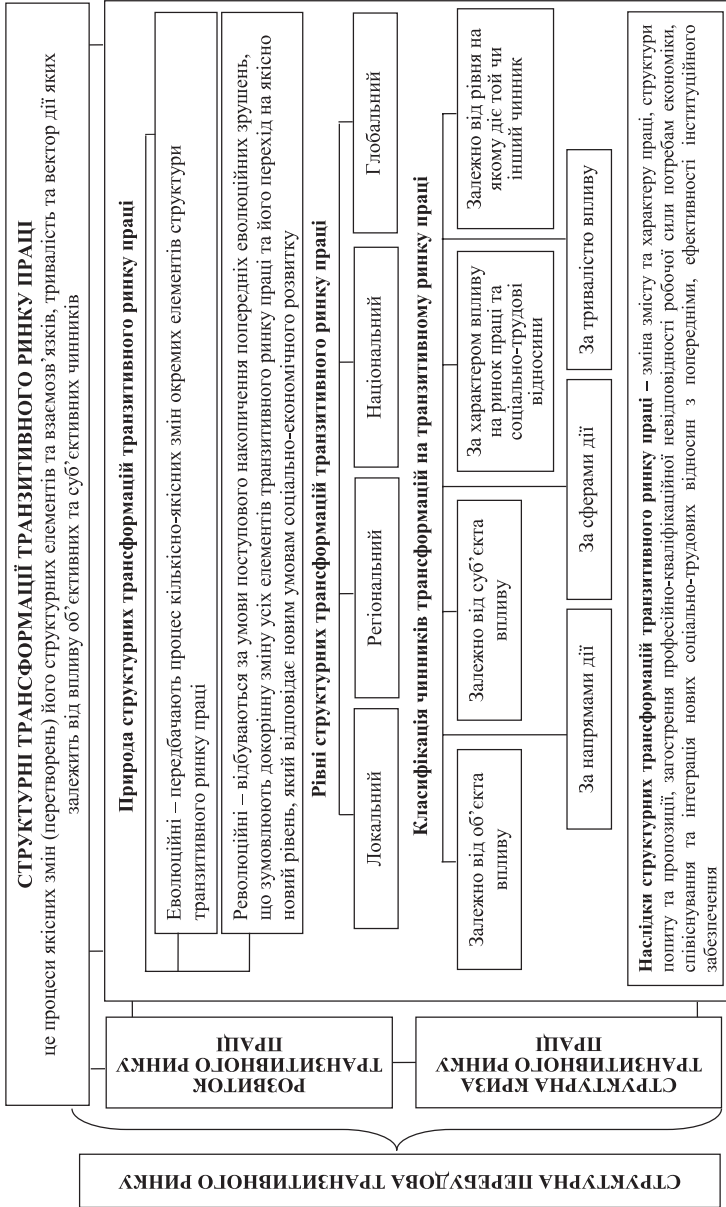 СТРУКТУРНІ ТРАНСФОРМАЦІЇ ТРАНЗИТИВНОГО РИНКУ ПРАЦІ
це процеси якісних змін (перетворень) його структурних елементів та взаємозв’язків, тривалість та вектор дії яких
залежить від впливу об’єктивних та суб’єктивних чинників
Природа структурних трансформацій транзитивного ринку праці
Еволюційні – передбачають процес кількісно-якісних змін окремих елементів структури
транзитивного ринку праці
Революційні – відбуваються за умови поступового накопичення попередніх еволюційних зрушень,
що зумовлюють докорінну зміну усіх елементів транзитивного ринку праці та його перехід на якісно
новий рівень, який відповідає новим умовам соціально-економічного розвитку
Рівні структурних трансформацій транзитивного ринку праці
Локальний
Регіональний
Національний
Глобальний
Класифікація чинників трансформацій на транзитивному ринку праці
Залежно від об’єкта
впливу
Залежно від суб’єкта
впливу
За характером впливу
на ринок праці та
соціально-трудові
відносини
Залежно від рівня на
якому діє той чи
інший чинник
За напрямами дії
За сферами дії
За тривалістю впливу
Наслідки структурних трансформацій транзитивного ринку праці – зміна змісту та характеру праці, структури
попиту та пропозиції, загострення професійно-кваліфікаційної невідповідності робочої сили потребам економіки,
співіснування та інтеграція нових соціально-трудових відносин з попередніми, ефективності інституційного
забезпечення
РОЗВИТОК
ТРАНЗИТИВНОГО РИНКУ
ПРАЦІ
СТРУКТУРНА КРИЗА
ТРАНЗИТИВНОГО РИНКУ
ПРАЦІ
СТРУКТУРНА ПЕРЕБУДОВА ТРАНЗИТИВНОГО РИНКУ